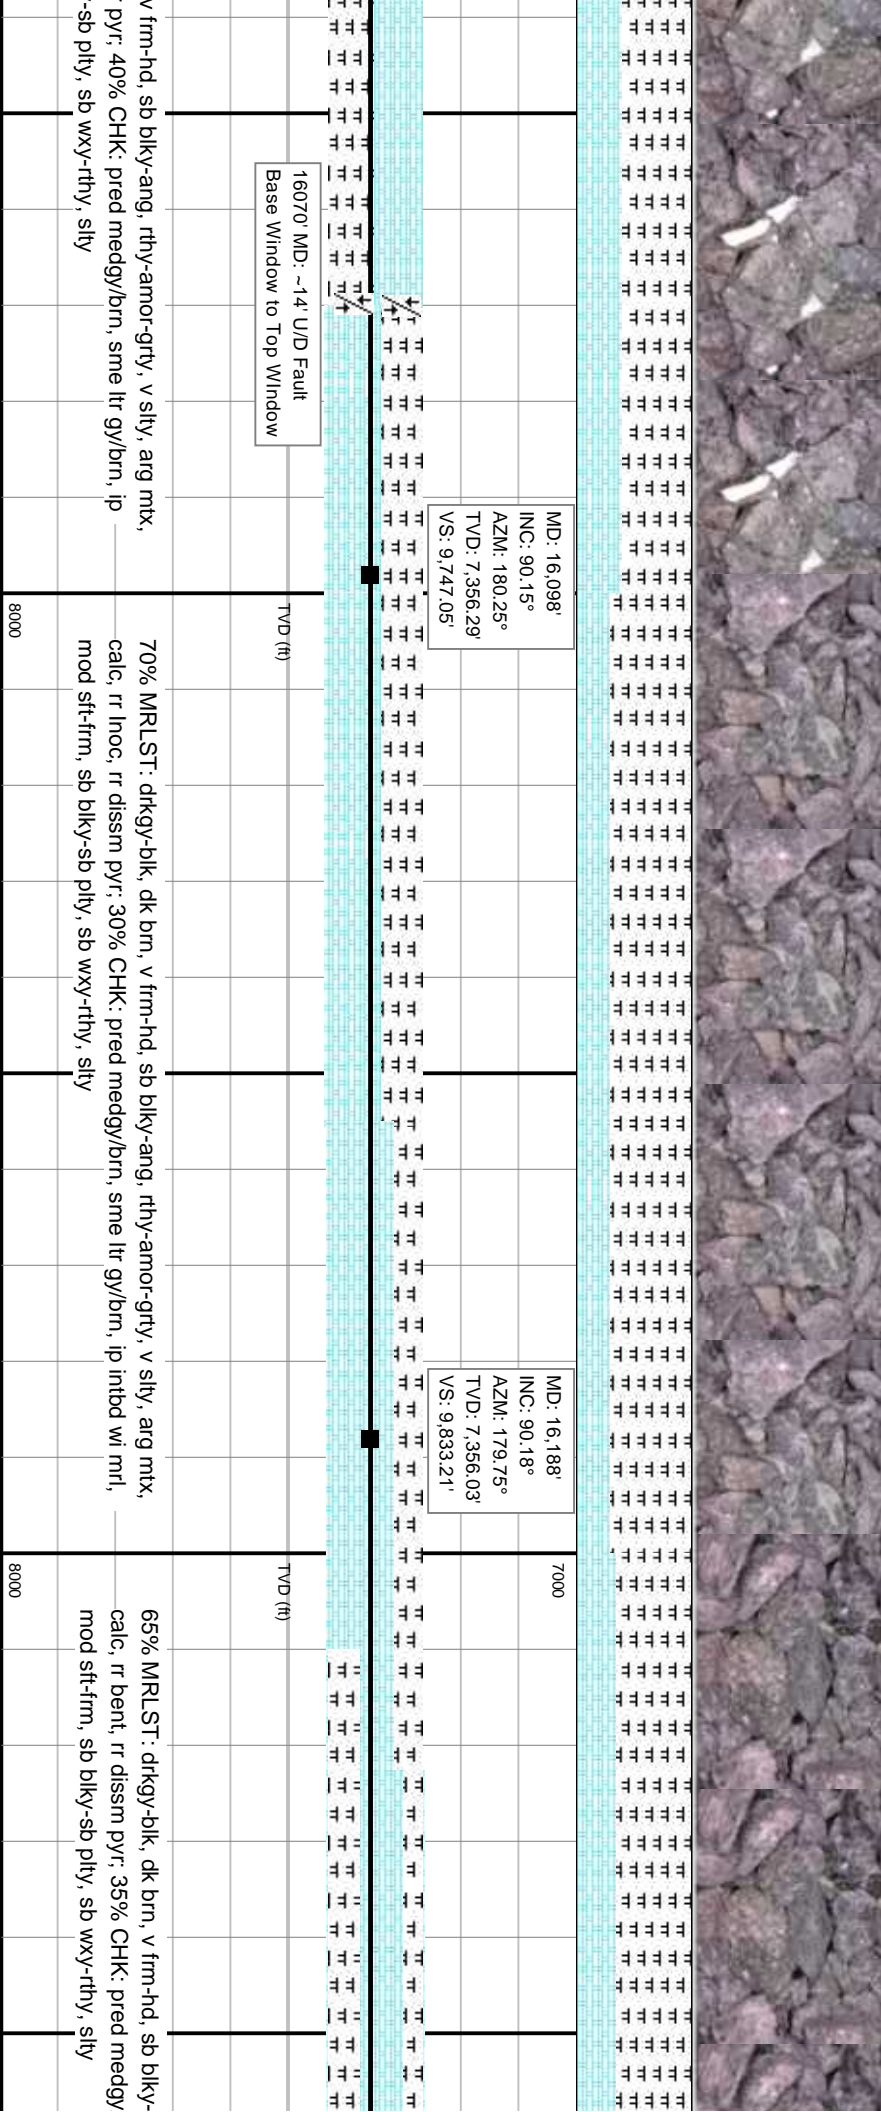 v frm-hd, sb blky-ang, rthy-amor-grty, v slty, arg mtx,
pyr; 40% CHK: pred medgy/brn, sme ltr gy/brn, ip
-sb plty, sb wxy-rthy, slty
16070' MD: ~14' U/D Fault
Base Window to Top WIndow
MD: 16,098'
INC: 90.15°
AZM: 180.25°
TVD: 7,356.29'
VS: 9,747.05'
TVD (ft)
8000
70% MRLST: drkgy-blk, dk brn, v frm-hd, sb blky-ang, rthy-amor-grty, v slty, arg mtx,
calc, rr Inoc, rr dissm pyr; 30% CHK: pred medgy/brn, sme ltr gy/brn, ip intbd wi mrl,
mod sft-frm, sb blky-sb plty, sb wxy-rthy, slty
MD: 16,188'
INC: 90.18°
AZM: 179.75°
TVD: 7,356.03'
VS: 9,833.21'
7000
TVD (ft)
8000
65% MRLST: drkgy-blk, dk brn, v frm-hd, sb blky-
calc, rr bent, rr dissm pyr; 35% CHK: pred medgy
mod sft-frm, sb blky-sb plty, sb wxy-rthy, slty